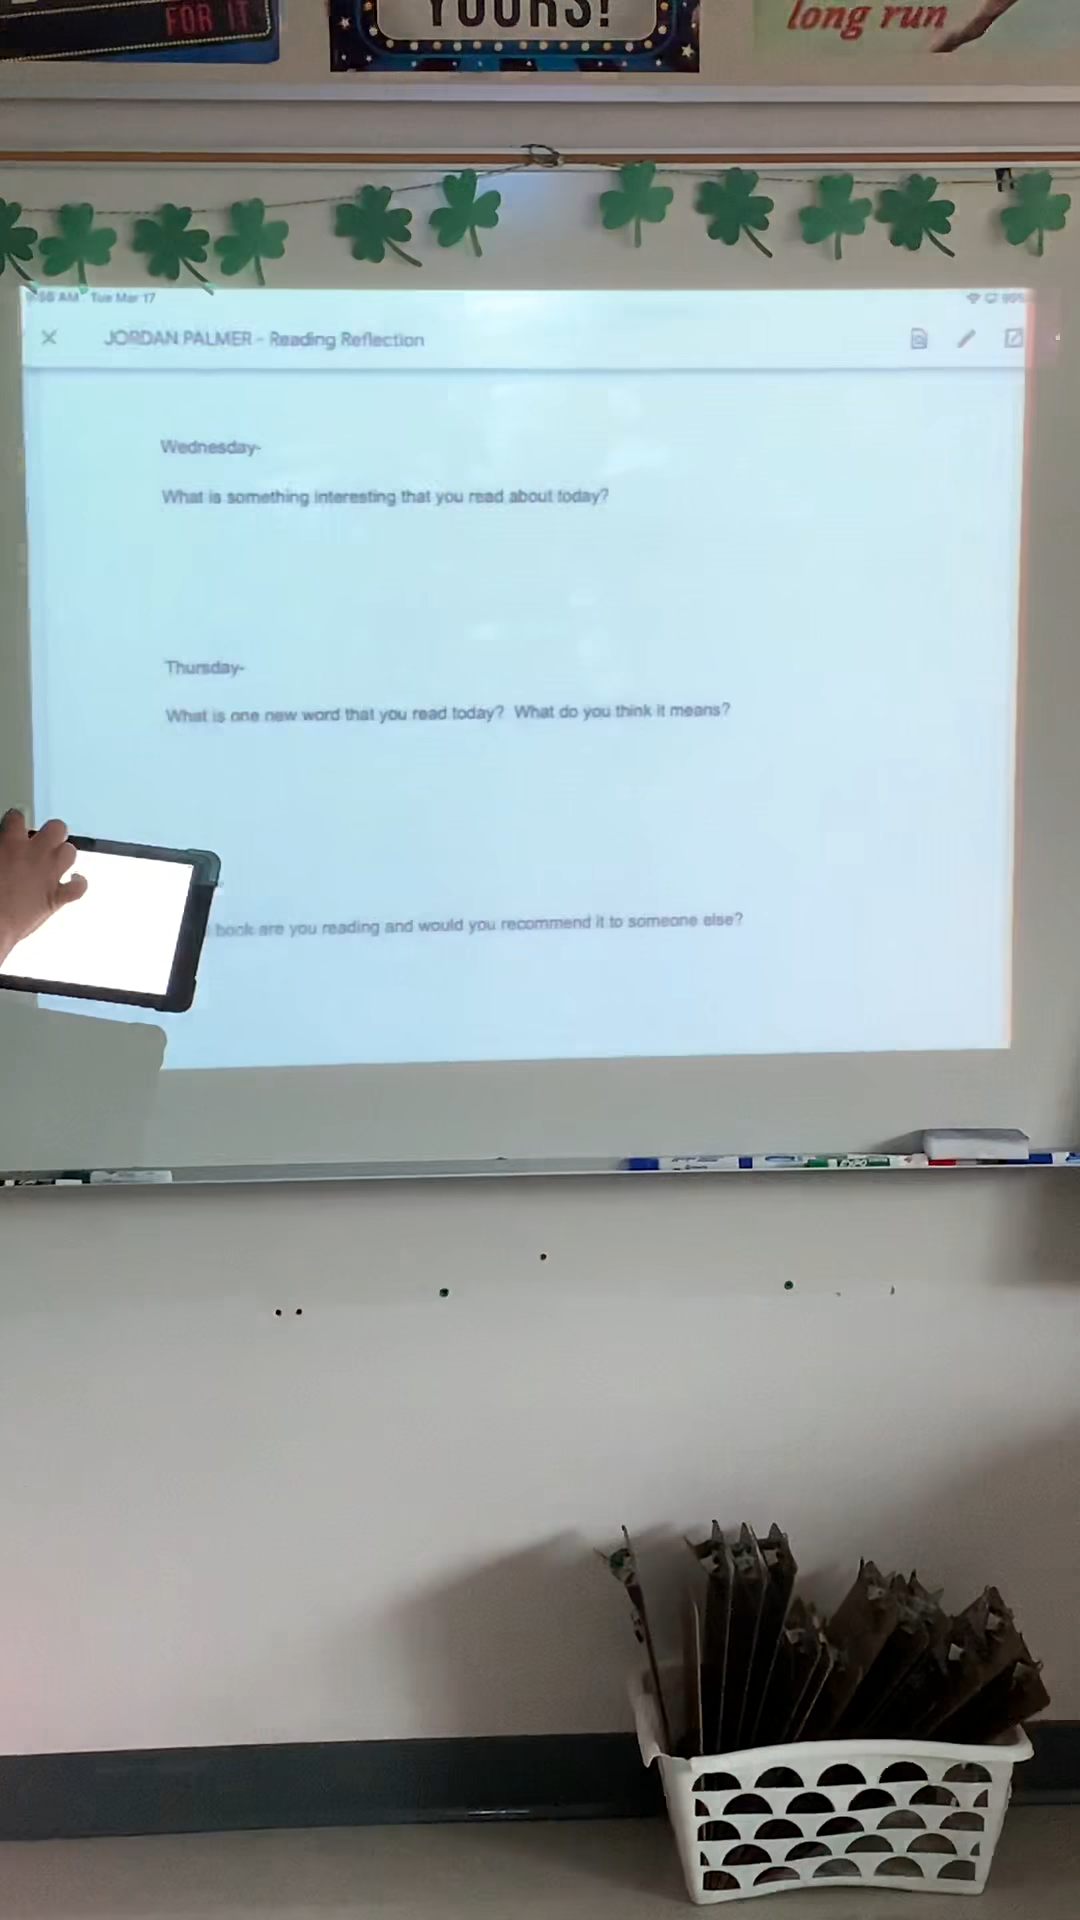 FOR IT
YOURS!
long run
AM Tue Mar 17
JORDAN PALMER - Reading Reflection
Wednesday-
What is something interesting that you read about today?
Thursday-
What is one new word that you read today? What do you think it means?
book are you reading and would you recommend it to someone else?
EXPO